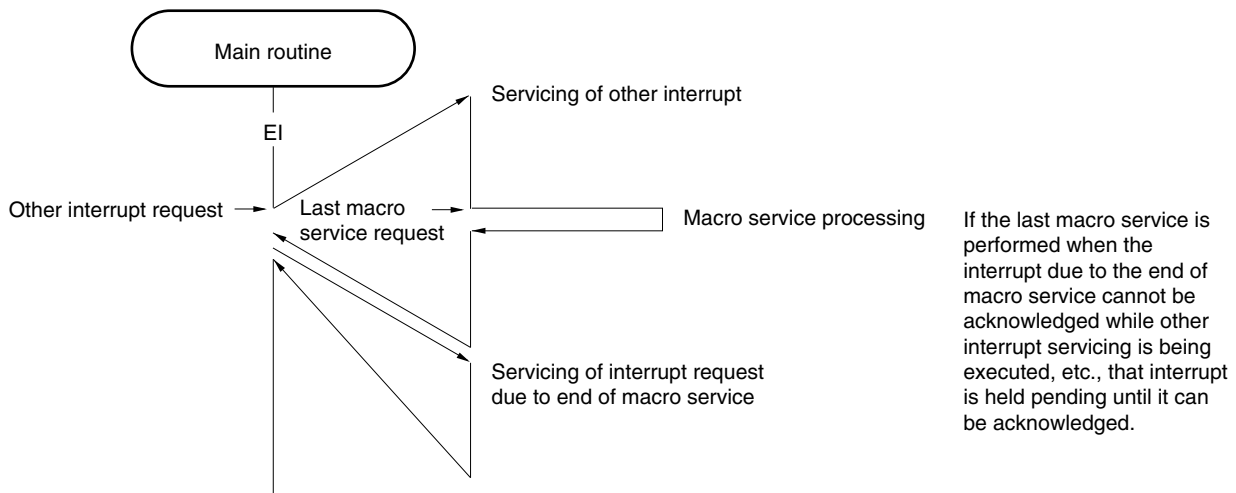 Main routine
EI
Servicing of other interrupt
Other interrupt request
Last macro
service request
Macro service processing
If the last macro service is
performed when the
interrupt due to the end of
macro service cannot be
acknowledged while other
interrupt servicing is being
executed, etc., that interrupt
is held pending until it can
be acknowledged.
Servicing of interrupt request
due to end of macro service